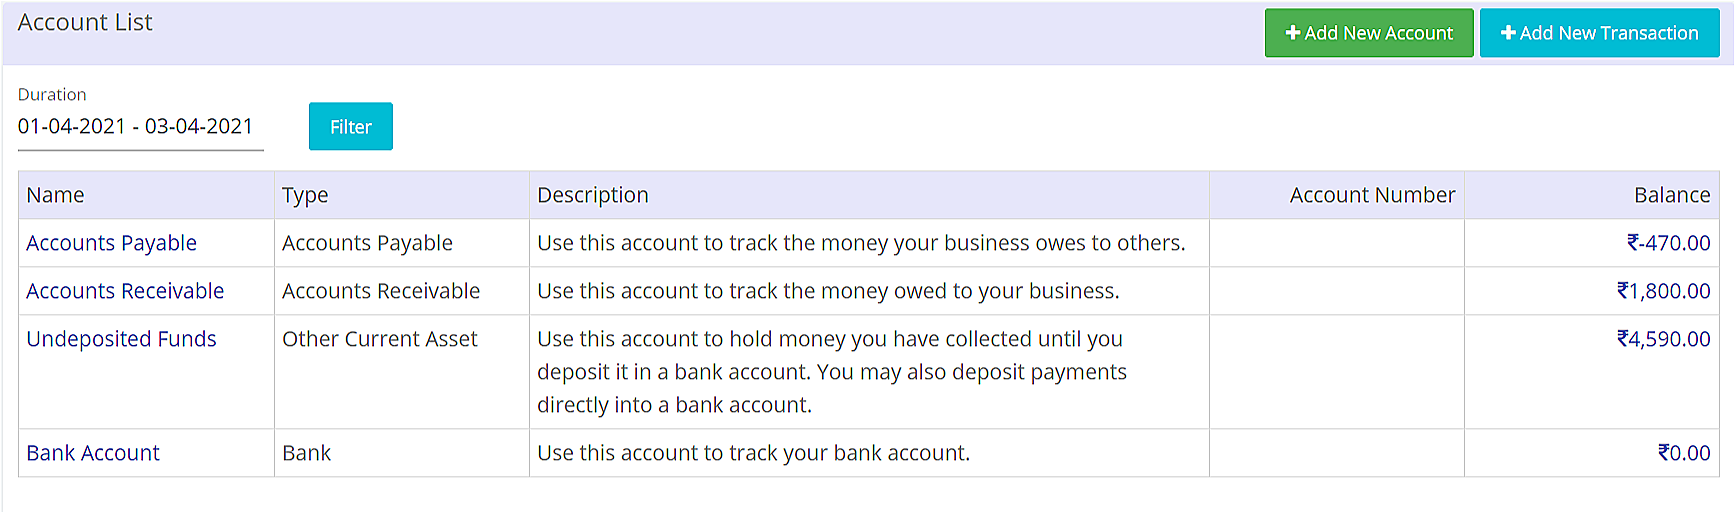 Account List
+ Add New Account
+ Add New Transaction
Duration
01-04-2021 - 03-04-2021
Filter
Name Type Description Account Number Balance
Accounts Payable Accounts Payable Use this account to track the money your business owes to others. ₹-470.00
Accounts Receivable Accounts Receivable Use this account to track the money owed to your business. ₹1,800.00
Undeposited Funds Other Current Asset Use this account to hold money you have collected until you ₹4,590.00
deposit it in a bank account. You may also deposit payments
directly into a bank account.
Bank Account Bank Use this account to track your bank account. ₹0.00